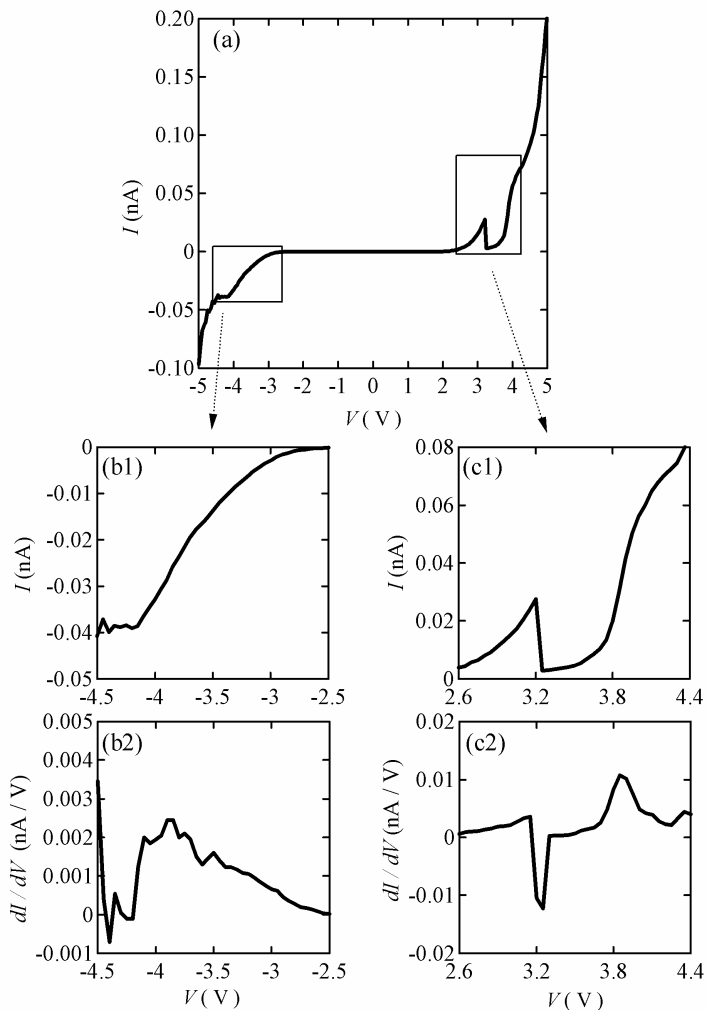 (a)
0.20
0.15
0.10
0.05
0
-0.05
-0.10
I (nA)
-5 -4 -3 -2 -1 0 1 2 3 4 5
V ( V )
(b1)
0
-0.01
-0.02
-0.03
-0.04
-0.05
I (nA)
-4.5 -4 -3.5 -3 -2.5
(c1)
0.08
0.06
0.04
0.02
0
I (nA)
2.6 3.2 3.8 4.4
(b2)
0.005
0.004
0.003
0.002
0.001
0
-0.001
dI / dV (nA / V)
-4.5 -4 -3.5 -3 -2.5
V ( V )
(c2)
0.02
0.01
0
-0.01
-0.02
dI / dV (nA / V)
2.6 3.2 3.8 4.4
V ( V )